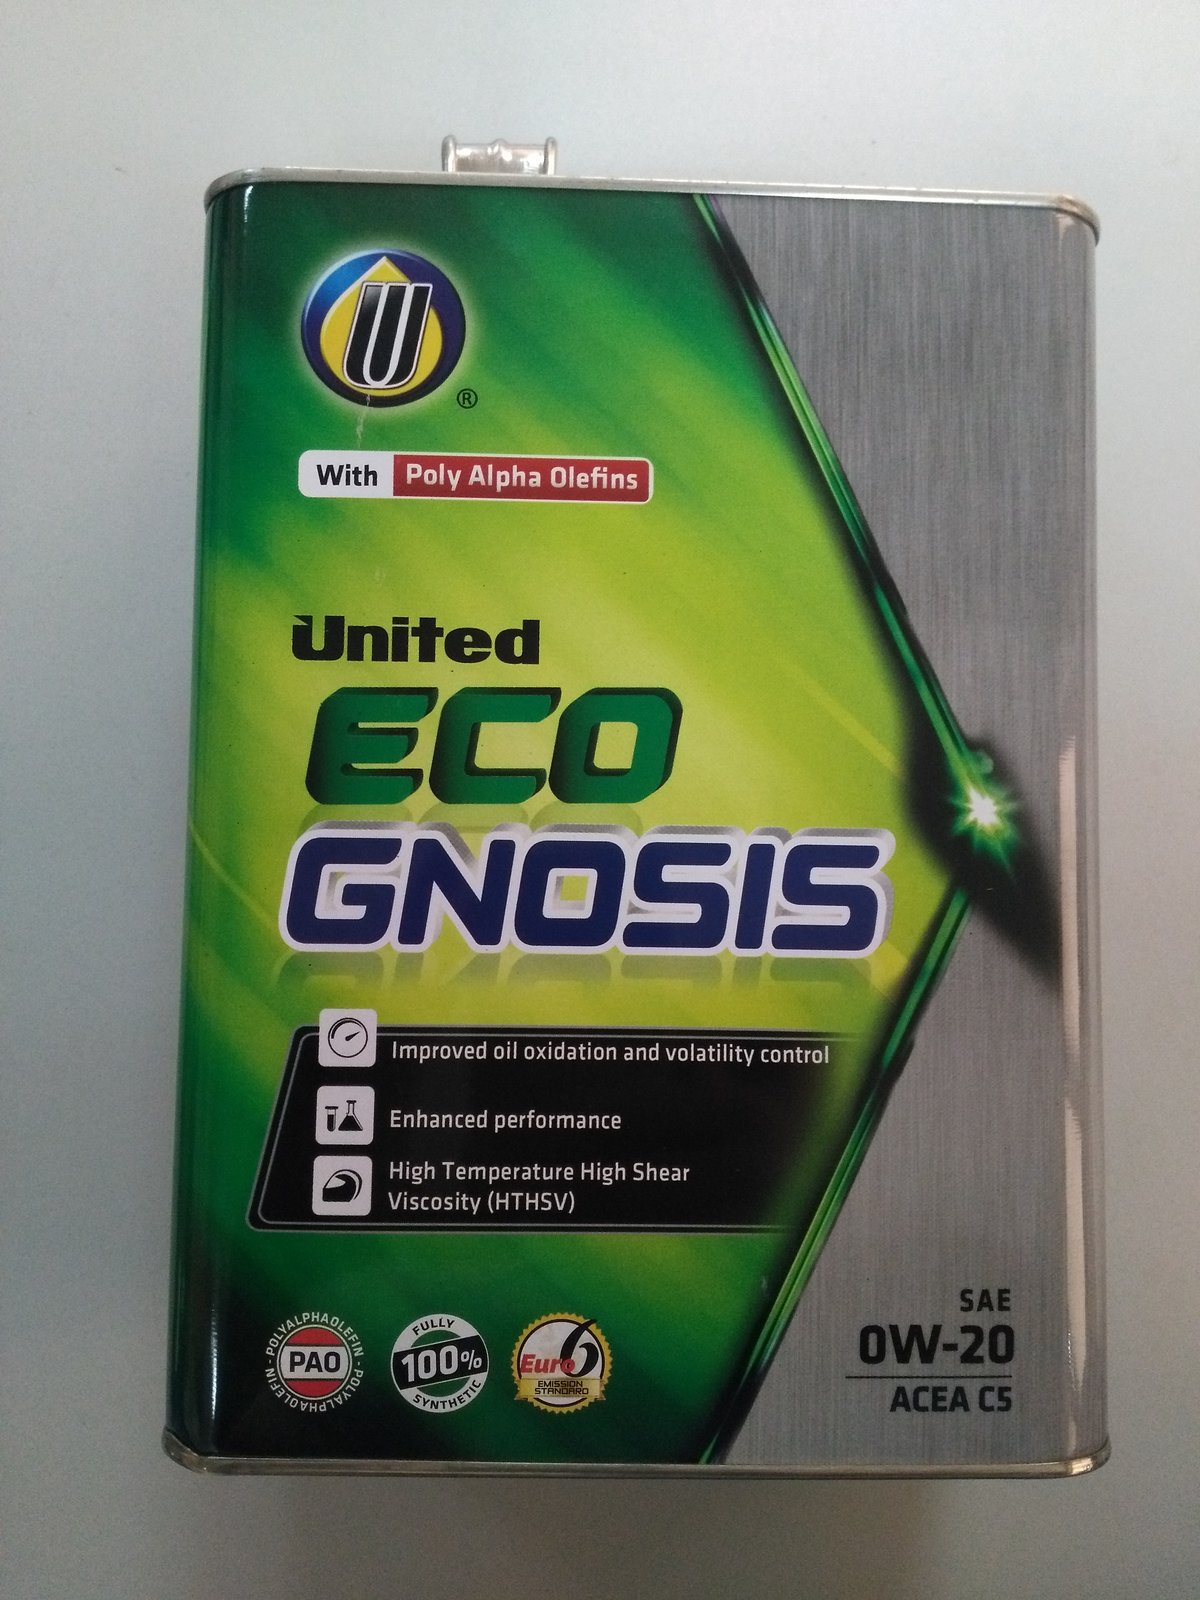 U
®
With Poly Alpha Olefins
United
ECO
GNOSIS
Improved oil oxidation and volatility control
Enhanced performance
High Temperature High Shear
Viscosity (HTHSV)
POLYALPHAOLEFIN - POLYALPHAOLEFIN -
PAO
FULLY
100%
SYNTHETIC
Euro 6
EMISSION
STANDARD
SAE
0W-20
ACEA C5